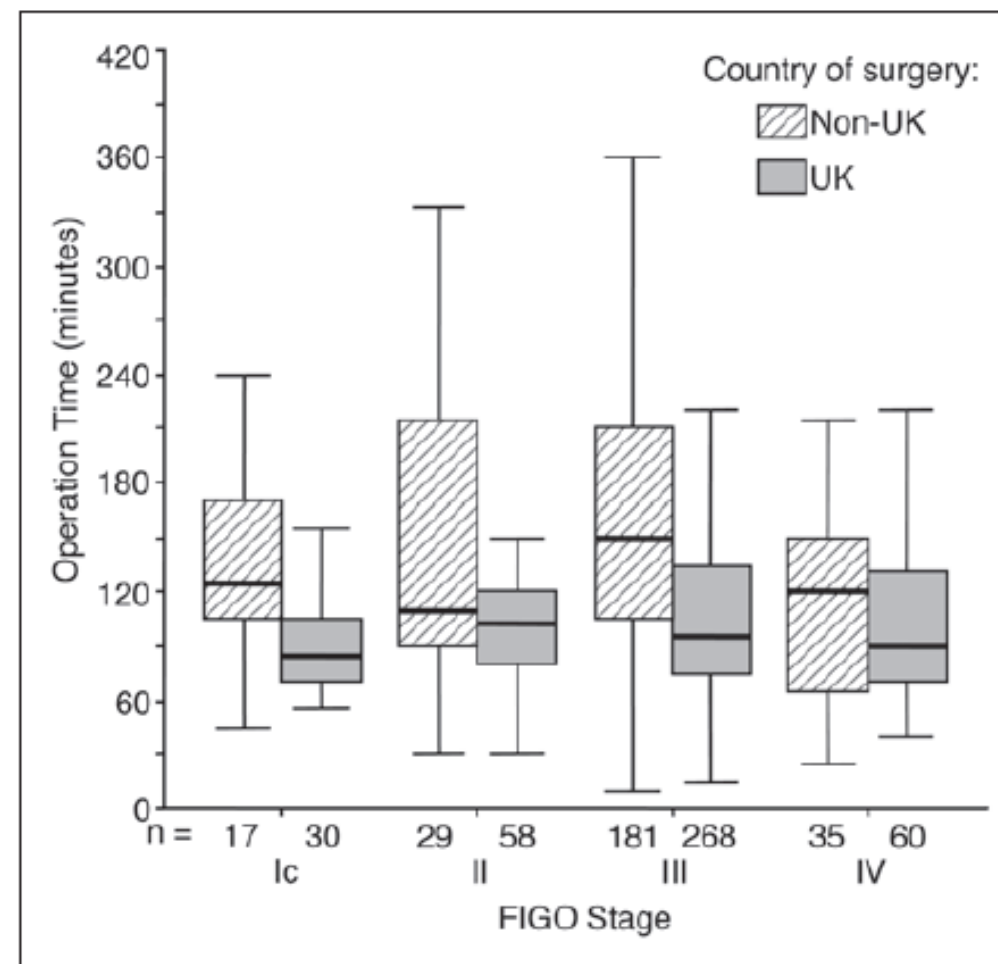 Country of surgery:
Non-UK
UK
Operation Time (minutes)
420
360
300
240
180
120
60
0
n = 17 30 29 58 181 268 35 60
Ic II III IV
FIGO Stage